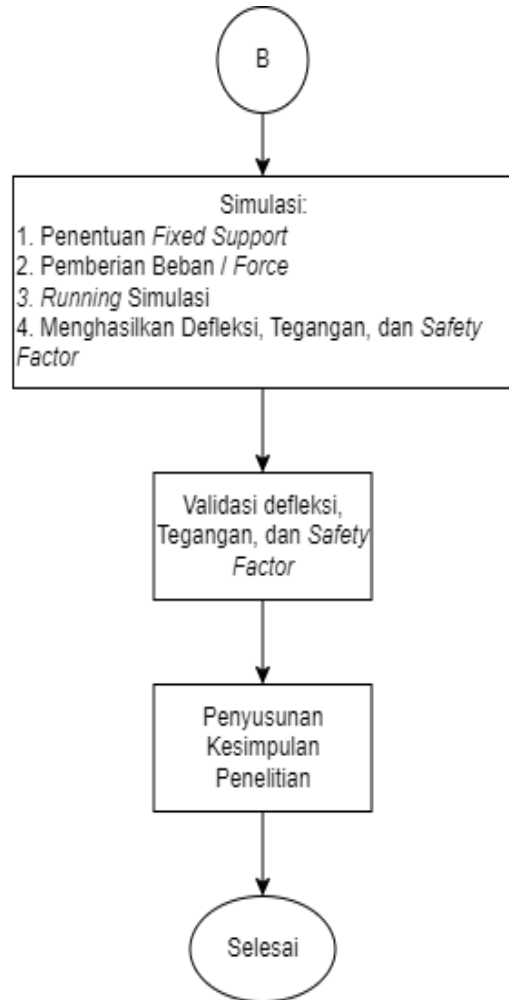 B
Simulasi:
1. Penentuan Fixed Support
2. Pemberian Beban / Force
3. Running Simulasi
4. Menghasilkan Defleksi, Tegangan, dan Safety
Factor
Validasi defleksi,
Tegangan, dan Safety
Factor
Penyusunan
Kesimpulan
Penelitian
Selesai